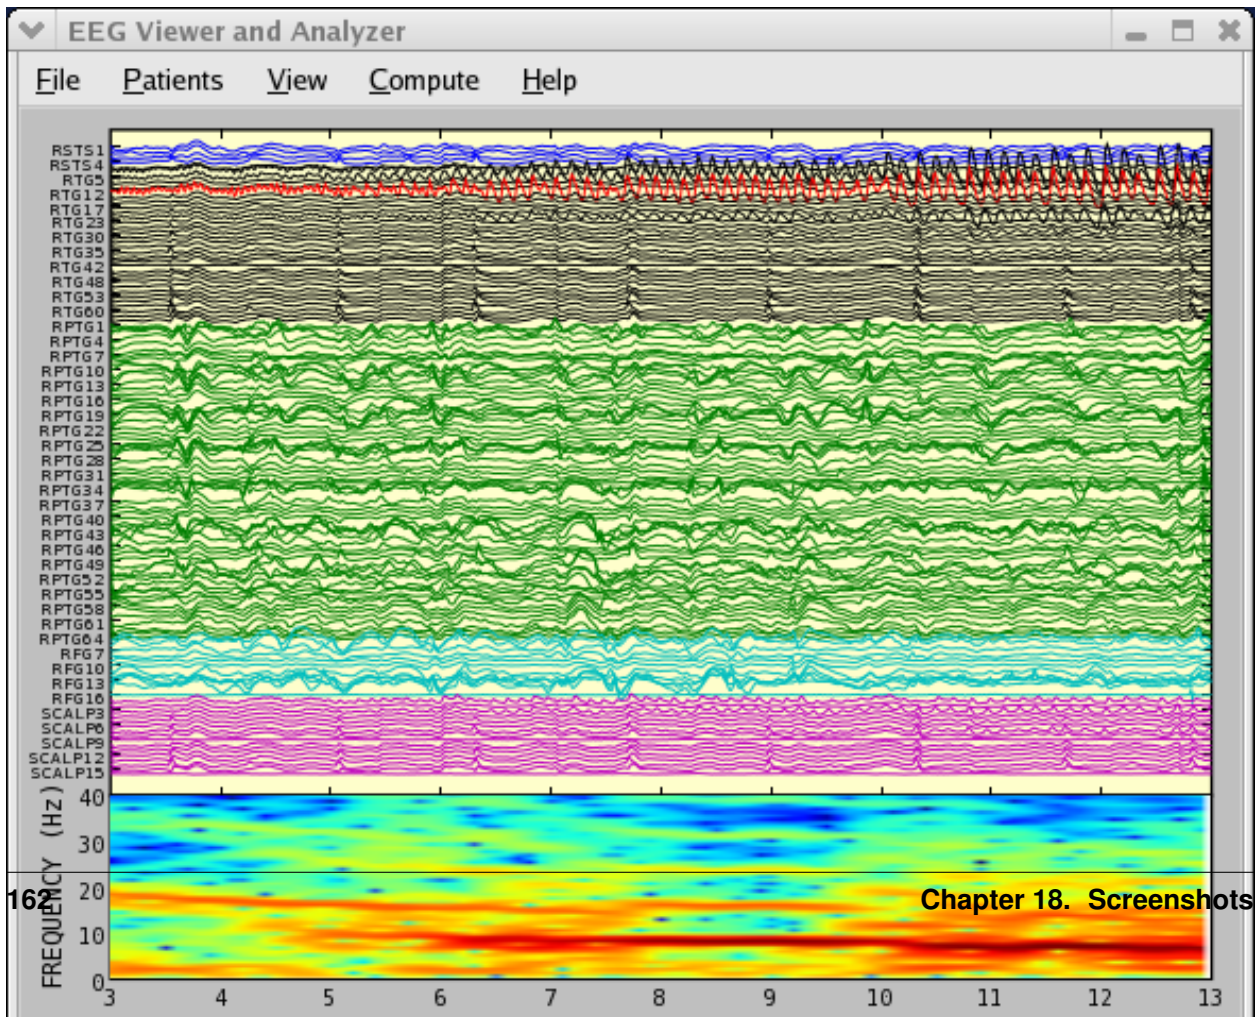 EEG Viewer and Analyzer
File Patients View Compute Help
RSTS1
RSTS4
RTG5
RTG12
RTG17
RTG23
RTG30
RTG35
RTG42
RTG48
RTG53
RTG60
RPTG1
RPTG4
RPTG7
RPTG10
RPTG13
RPTG16
RPTG19
RPTG22
RPTG25
RPTG28
RPTG31
RPTG34
RPTG37
RPTG40
RPTG43
RPTG46
RPTG49
RPTG52
RPTG55
RPTG58
RPTG61
RPTG64
RFG7
RFG10
RFG13
RFG16
SCALP3
SCALP6
SCALP9
SCALP12
SCALP15
FREQUENCY (Hz)
40
30
20
10
0
162 Chapter 18. Screenshots
3 4 5 6 7 8 9 10 11 12 13